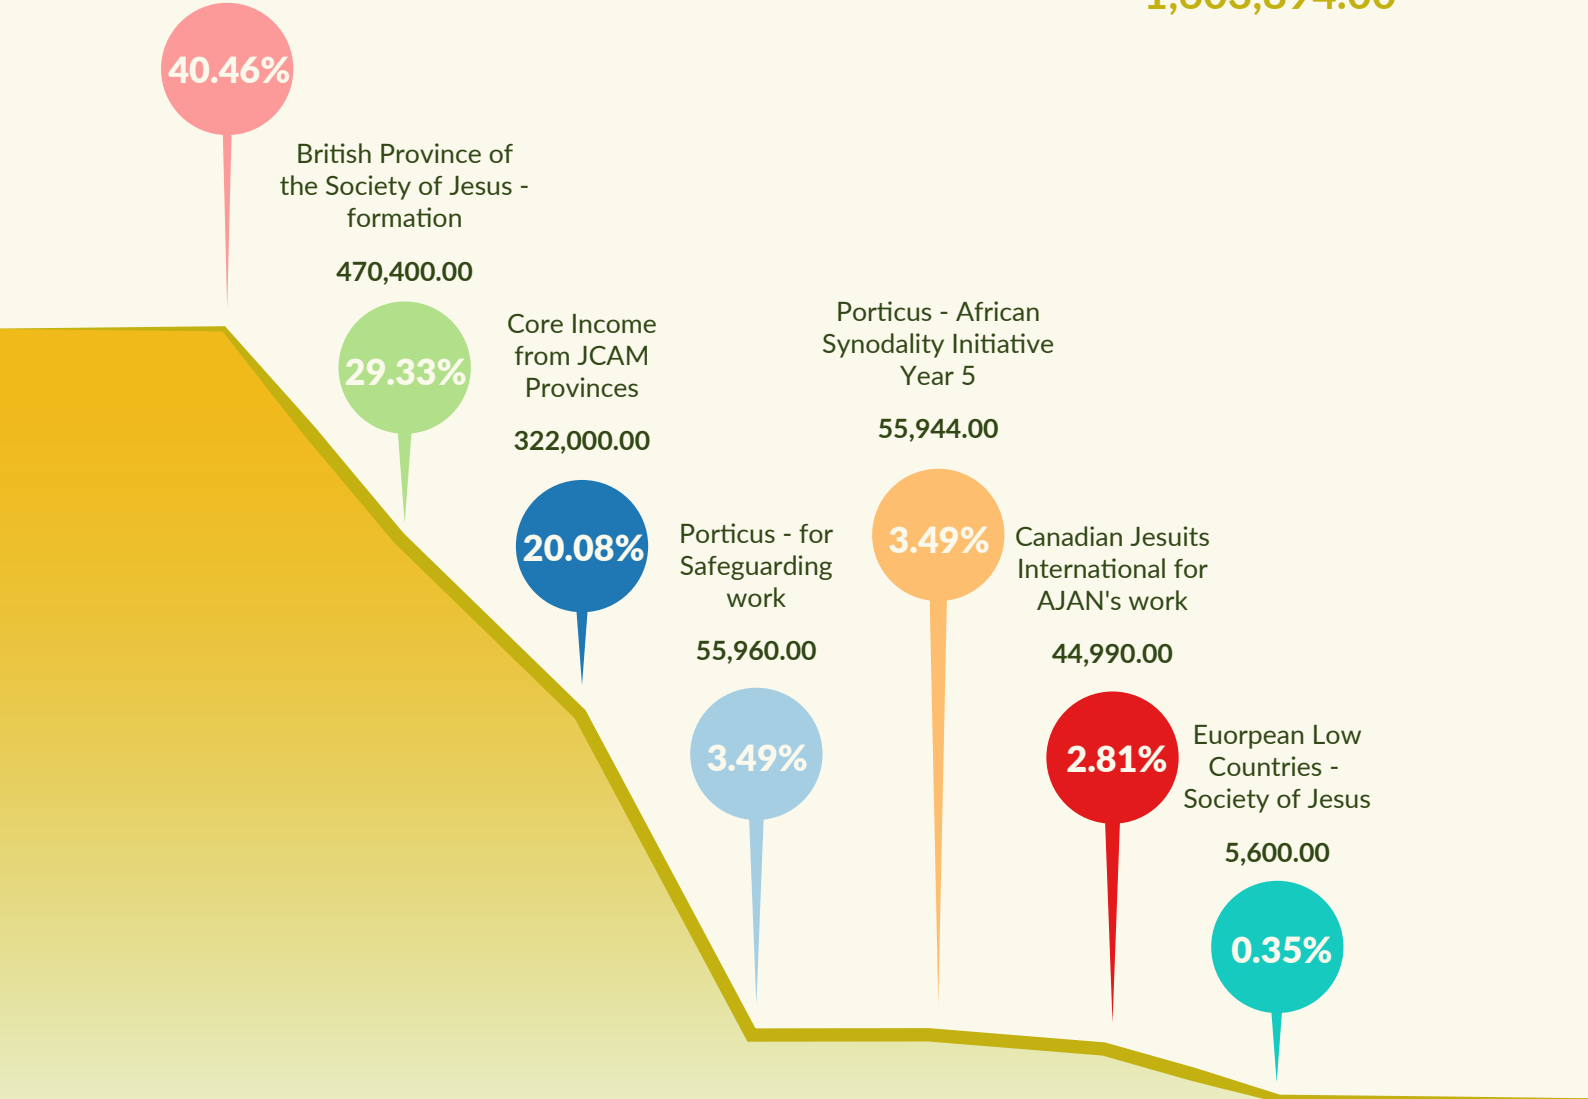 40.46%
British Province of
the Society of Jesus -
formation
470,400.00
29.33%
Core Income
from JCAM
Provinces
322,000.00
20.08%
Porticus - for
Safeguarding
work
55,960.00
3.49%
Porticus - African
Synodality Initiative
Year 5
55,944.00
3.49%
Canadian Jesuits
International for
AJAN's work
44,990.00
2.81%
Euorpean Low
Countries -
Society of Jesus
5,600.00
0.35%